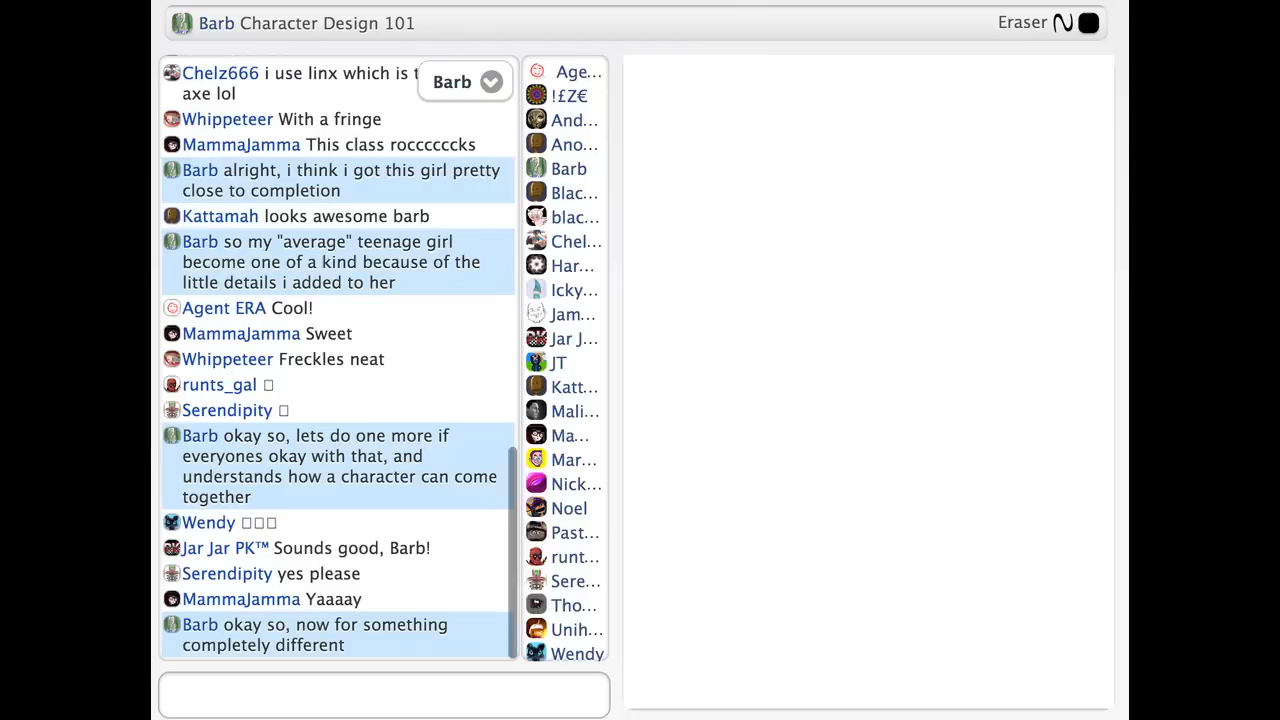 Barb Character Design 101
Eraser
Chelz666 i use linx which is t
axe lol
Barb
Whippeteer With a fringe
MammaJamma This class roccccccks
Barb alright, i think i got this girl pretty
close to completion
Kattamah looks awesome barb
Barb so my "average" teenage girl
become one of a kind because of the
little details i added to her
Agent ERA Cool!
MammaJamma Sweet
Whippeteer Freckles neat
runts_gal □
Serendipity □
Barb okay so, lets do one more if
everyones okay with that, and
understands how a character can come
together
Wendy □□□
Jar Jar PK™ Sounds good, Barb!
Serendipity yes please
MammaJamma Yaaaay
Barb okay so, now for something
completely different
Age...
!£Z€
And...
Ano...
Barb
Blac...
blac...
Chel...
Har...
Icky...
Jam...
Jar J...
JT
Katt...
Mali...
Ma...
Mar...
Nick...
Noel
Past...
runt...
Sere...
Tho...
Unih...
Wendy